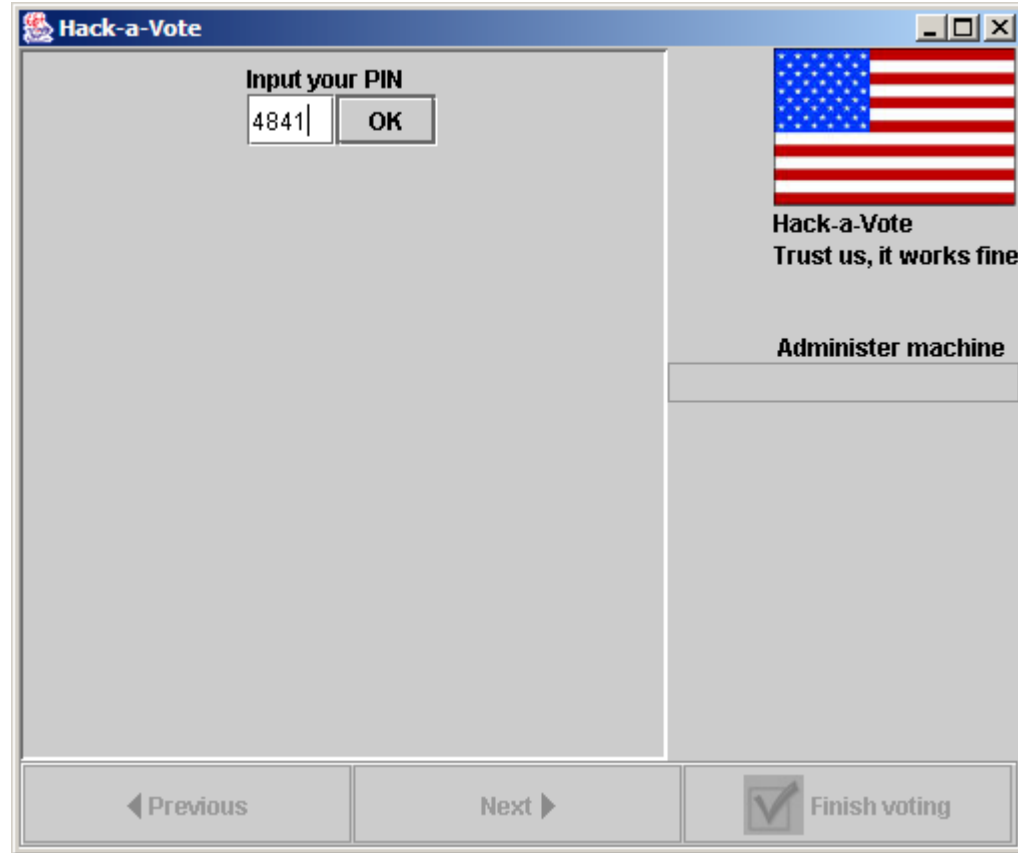 Hack-a-Vote
Input your PIN
4841
OK
Hack-a-Vote
Trust us, it works fine
Administer machine
Previous
Next
Finish voting